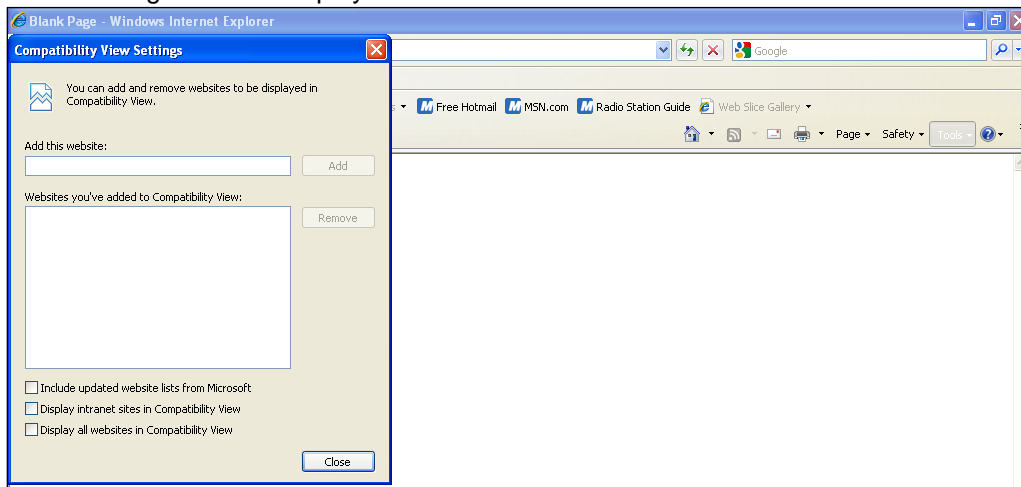 Blank Page - Windows Internet Explorer
Compatibility View Settings
Google
You can add and remove websites to be displayed in
Compatibility View.
Free Hotmail
MSN.com
Radio Station Guide
Web Slice Gallery
Page
Safety
Tools
Add this website:
Add
Websites you've added to Compatibility View:
Remove
Include updated website lists from Microsoft
Display intranet sites in Compatibility View
Display all websites in Compatibility View
Close